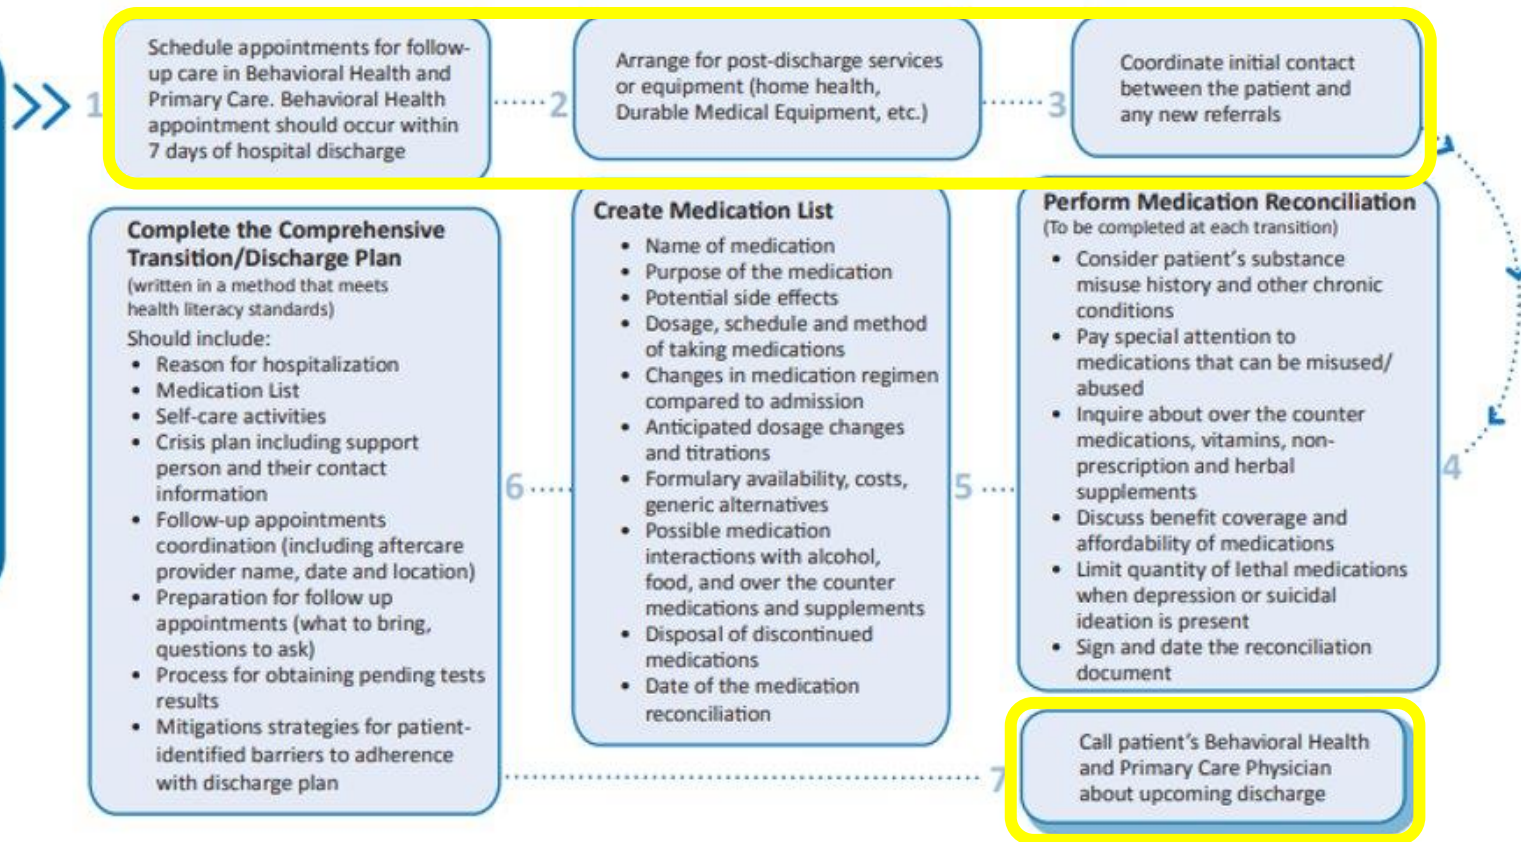 1
Schedule appointments for follow-
up care in Behavioral Health and
Primary Care. Behavioral Health
appointment should occur within
7 days of hospital discharge
2
Arrange for post-discharge services
or equipment (home health,
Durable Medical Equipment, etc.)
3
Coordinate initial contact
between the patient and
any new referrals
4
Perform Medication Reconciliation
(To be completed at each transition)
• Consider patient's substance
misuse history and other chronic
conditions
• Pay special attention to
medications that can be misused/
abused
• Inquire about over the counter
medications, vitamins, non-
prescription and herbal
supplements
• Discuss benefit coverage and
affordability of medications
• Limit quantity of lethal medications
when depression or suicidal
ideation is present
• Sign and date the reconciliation
document
5
Create Medication List
• Name of medication
• Purpose of the medication
• Potential side effects
• Dosage, schedule and method
of taking medications
• Changes in medication regimen
compared to admission
• Anticipated dosage changes
and titrations
• Formulary availability, costs,
generic alternatives
• Possible medication
interactions with alcohol,
food, and over the counter
medications and supplements
• Disposal of discontinued
medications
• Date of the medication
reconciliation
6
Complete the Comprehensive
Transition/Discharge Plan
(written in a method that meets
health literacy standards)
Should include:
• Reason for hospitalization
• Medication List
• Self-care activities
• Crisis plan including support
person and their contact
information
• Follow-up appointments
coordination (including aftercare
provider name, date and location)
• Preparation for follow up
appointments (what to bring,
questions to ask)
• Process for obtaining pending tests
results
• Mitigations strategies for patient-
identified barriers to adherence
with discharge plan
7
Call patient's Behavioral Health
and Primary Care Physician
about upcoming discharge